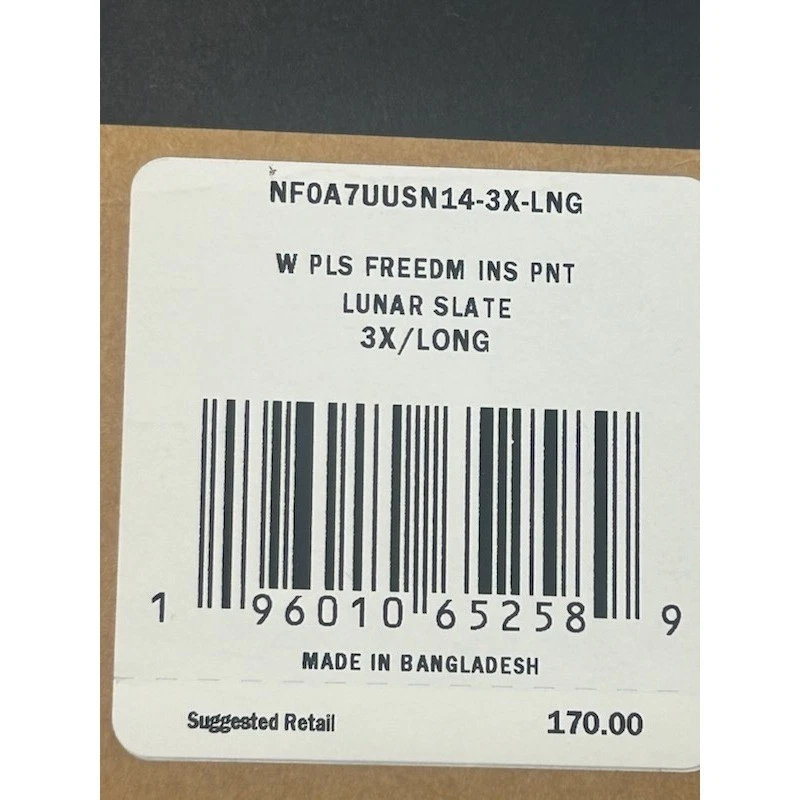 NF0A7UUSN14-3X-LNG
W PLS FREEDM INS PNT
LUNAR SLATE
3X/LONG
1 96010 65258 9
MADE IN BANGLADESH
Suggested Retail 170.00